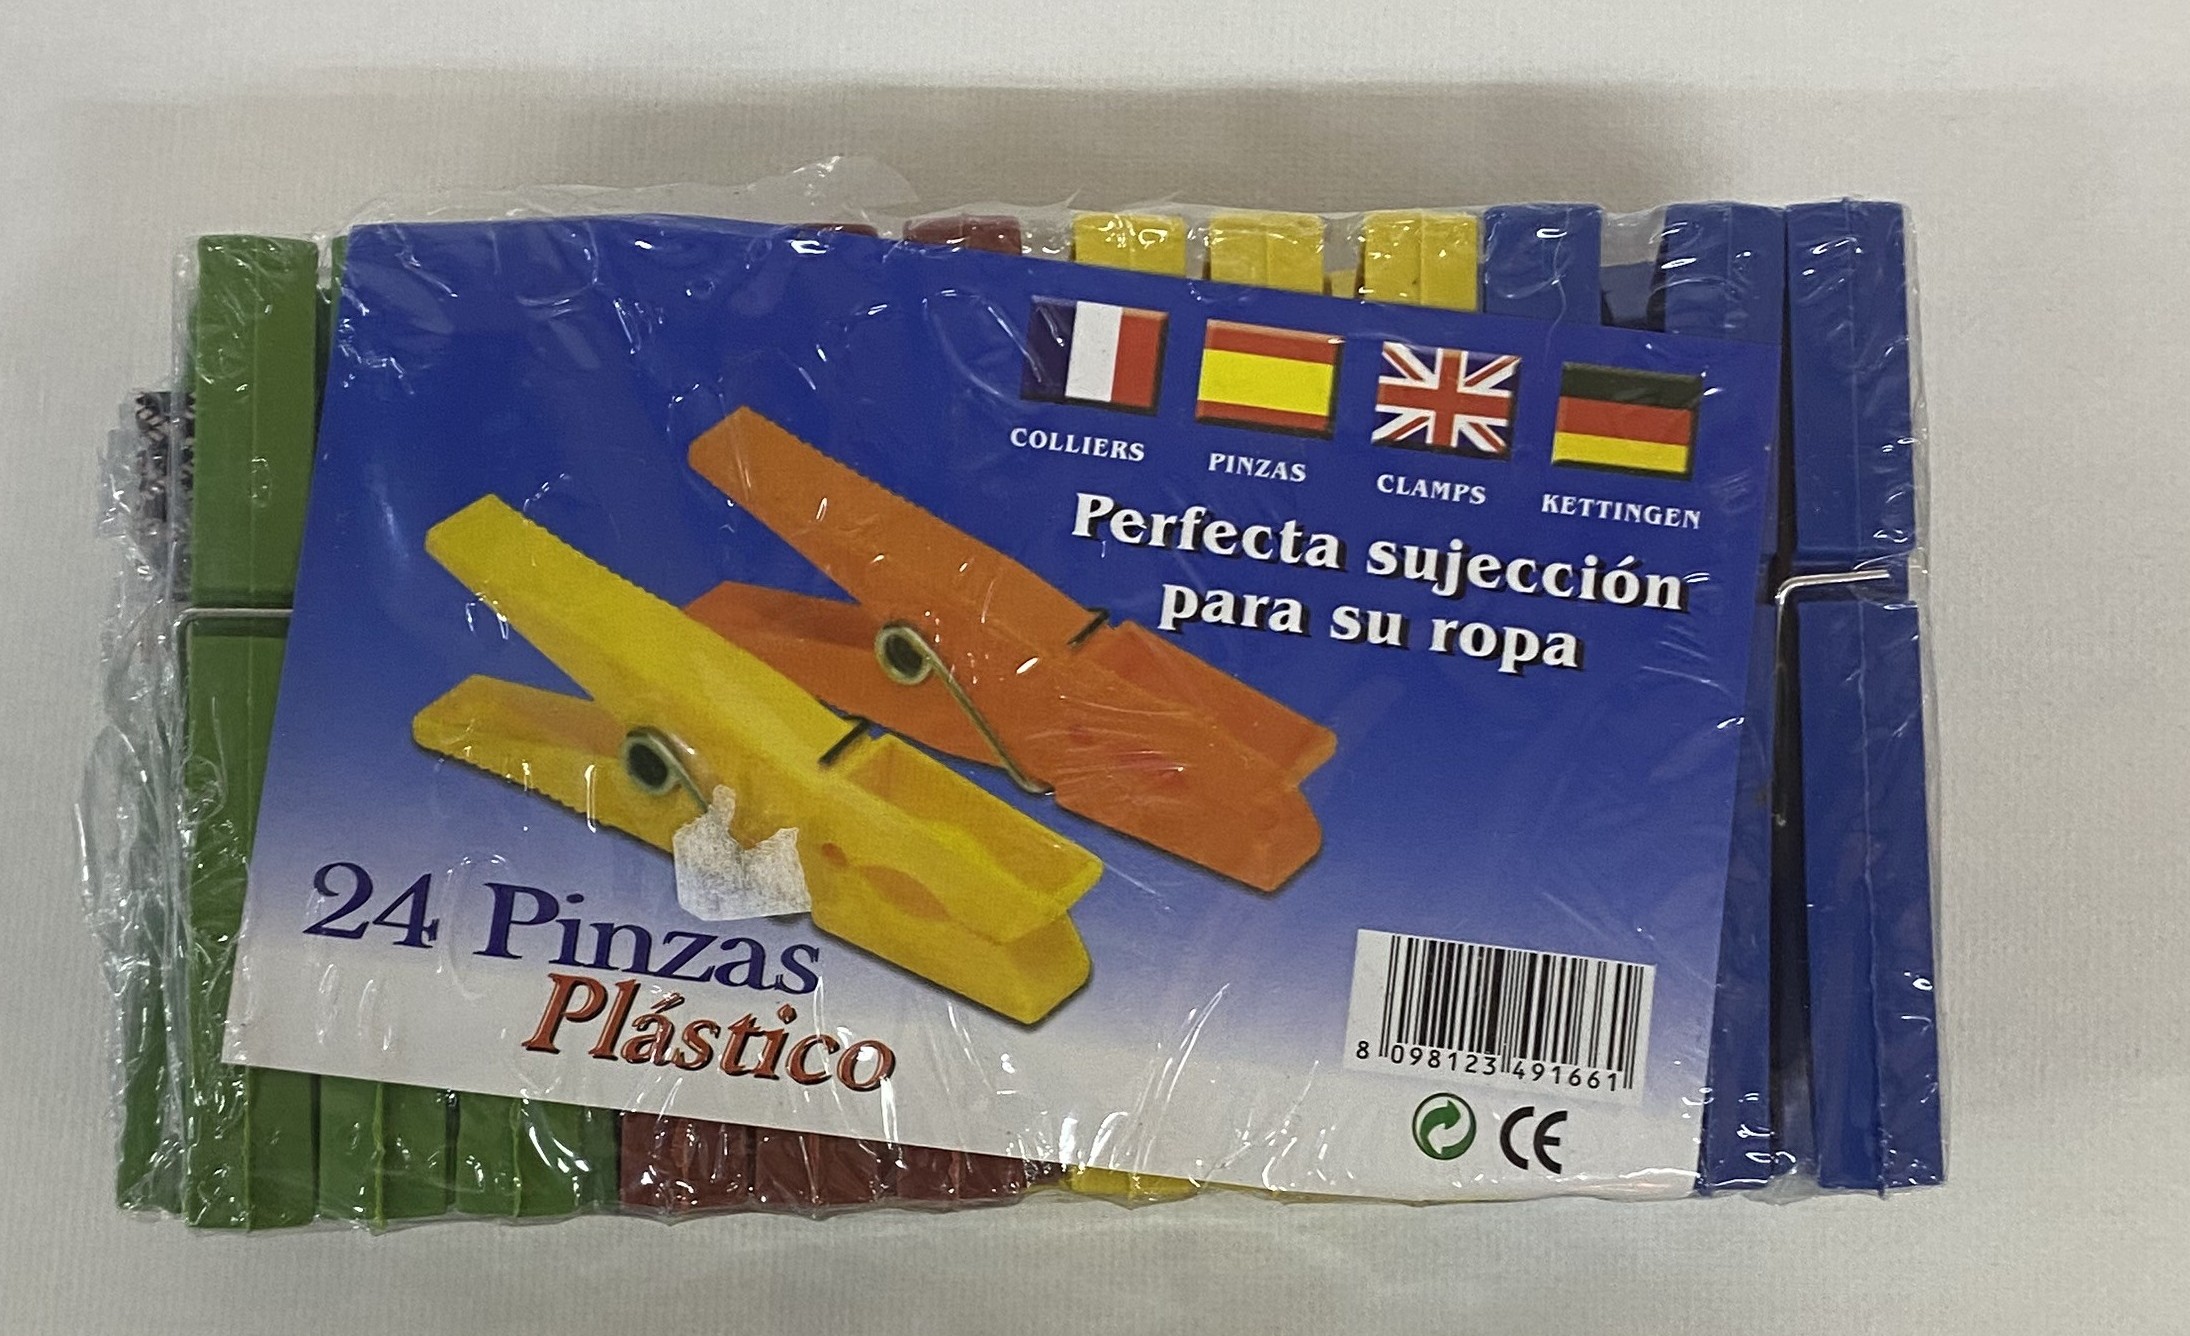 COLLIERS
PINZAS
CLAMPS
KETTINGEN
Perfecta sujección
para su ropa
24 Pinzas
Plástico
8 098123 491661
CE